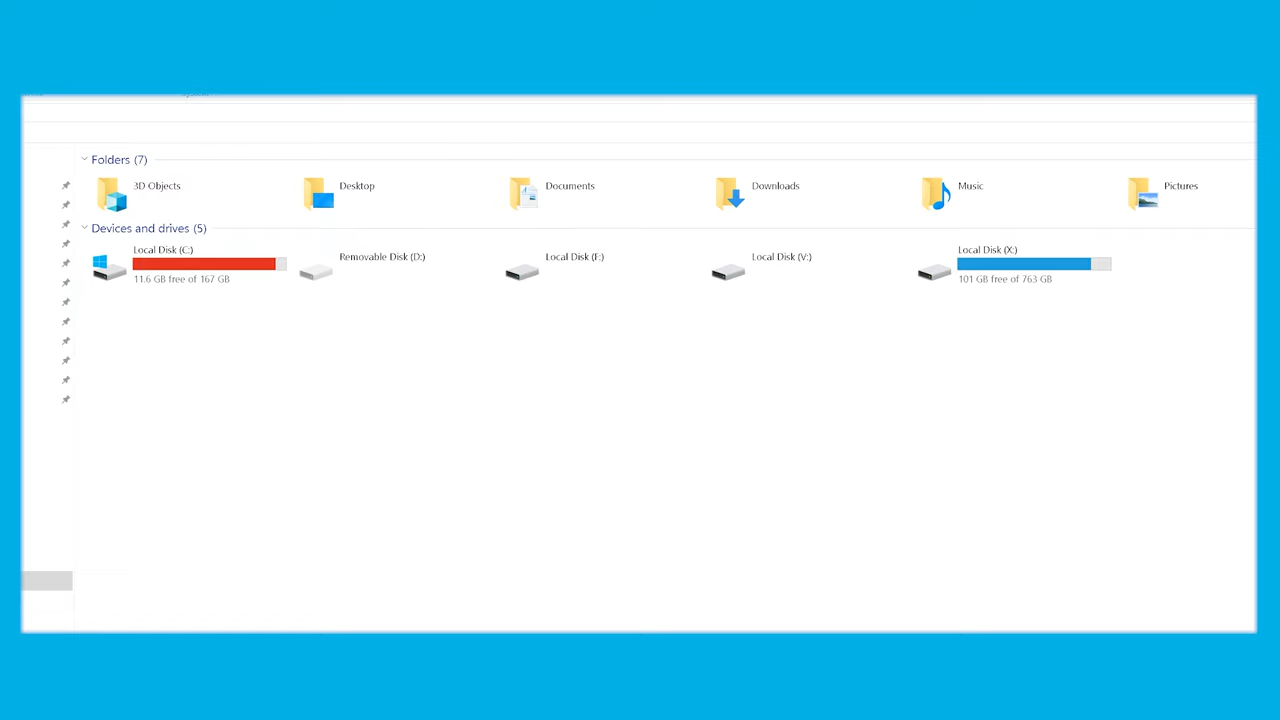 Folders (7)
3D Objects
Desktop
Documents
Downloads
Music
Pictures
Devices and drives (5)
Local Disk (C:)
11.6 GB free of 167 GB
Removable Disk (D:)
Local Disk (F:)
Local Disk (V:)
Local Disk (X:)
101 GB free of 763 GB